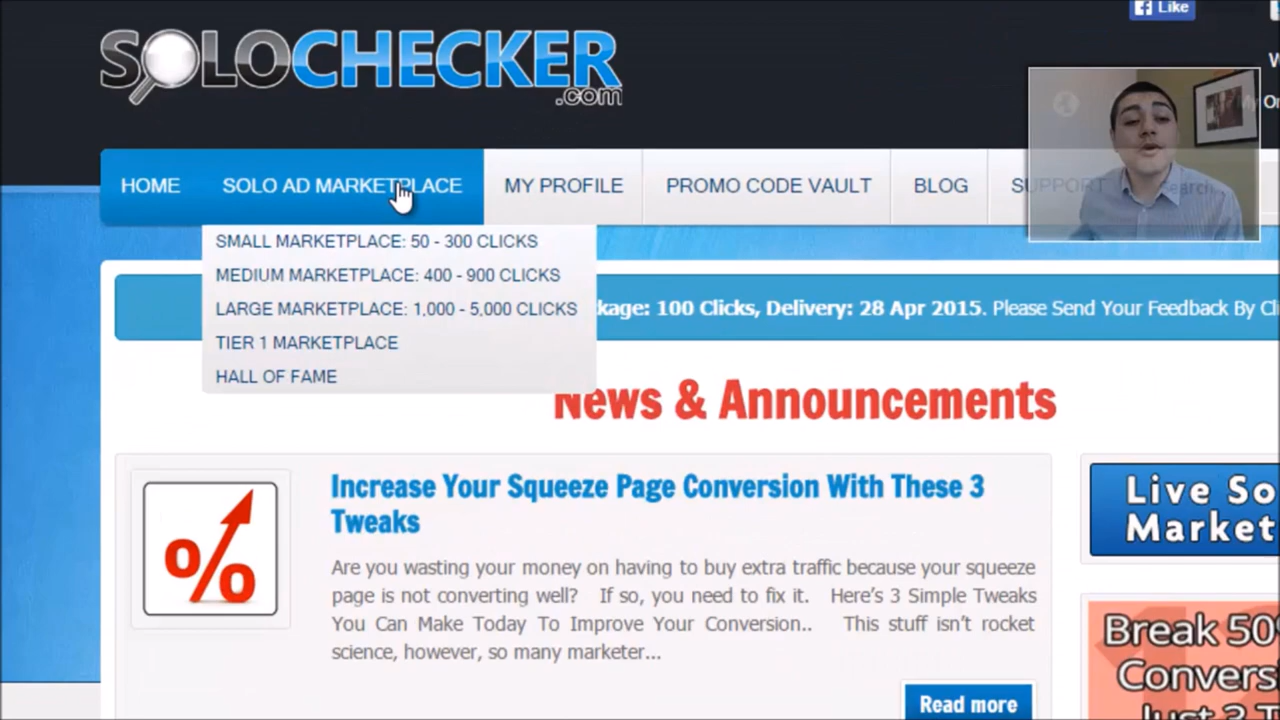 Like
SOLOCHECKER
.com
HOME
SOLO AD MARKETPLACE
MY PROFILE
PROMO CODE VAULT
BLOG
SUPPORT
SMALL MARKETPLACE: 50 - 300 CLICKS
MEDIUM MARKETPLACE: 400 - 900 CLICKS
LARGE MARKETPLACE: 1,000 - 5,000 CLICKS
TIER 1 MARKETPLACE
HALL OF FAME
kage: 100 Clicks, Delivery: 28 Apr 2015. Please Send Your Feedback By Cl
News & Announcements
Increase Your Squeeze Page Conversion With These 3
Tweaks
Are you wasting your money on having to buy extra traffic because your squeeze
page is not converting well? If so, you need to fix it. Here's 3 Simple Tweaks
You Can Make Today To Improve Your Conversion.. This stuff isn't rocket
science, however, so many marketer...
Read more
Live So
Market
Break 50
Convers
Just 3 T